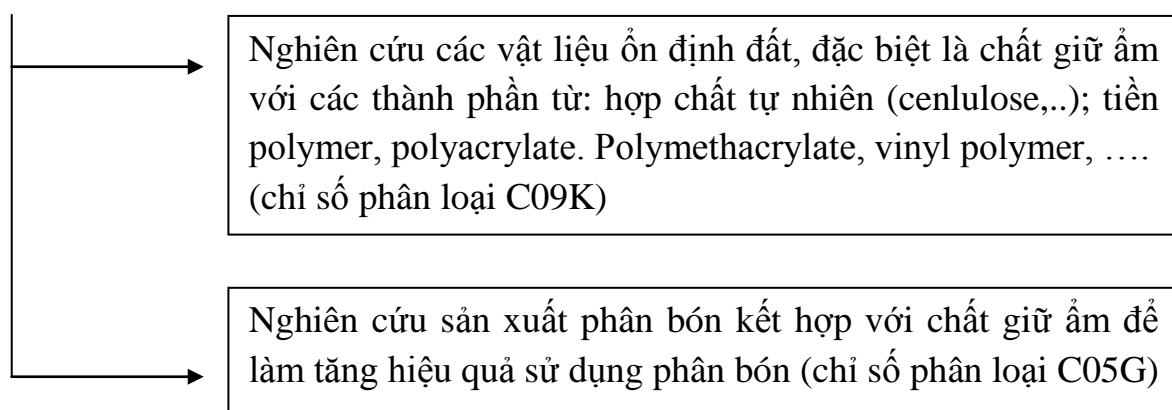 Nghiên cứu các vật liệu ổn định đất, đặc biệt là chất giữ ẩm
với các thành phần từ: hợp chất tự nhiên (cenlulose,..); tiền
polymer, polyacrylate. Polymethacrylate, vinyl polymer, ….
(chỉ số phân loại C09K)
Nghiên cứu sản xuất phân bón kết hợp với chất giữ ẩm để
làm tăng hiệu quả sử dụng phân bón (chỉ số phân loại C05G)